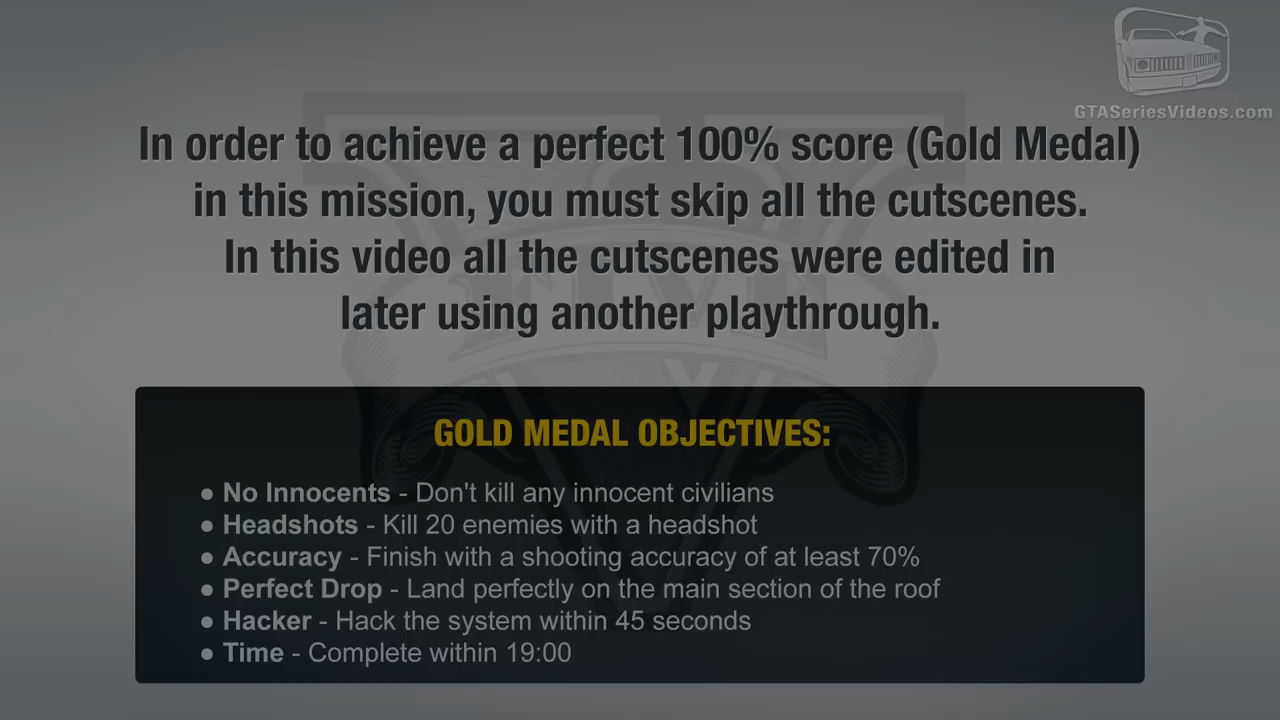 GTASeriesVideos.com
In order to achieve a perfect 100% score (Gold Medal)
in this mission, you must skip all the cutscenes.
In this video all the cutscenes were edited in
later using another playthrough.
FIVE
GOLD MEDAL OBJECTIVES:
● No Innocents - Don't kill any innocent civilians
● Headshots - Kill 20 enemies with a headshot
● Accuracy - Finish with a shooting accuracy of at least 70%
● Perfect Drop - Land perfectly on the main section of the roof
● Hacker - Hack the system within 45 seconds
● Time - Complete within 19:00